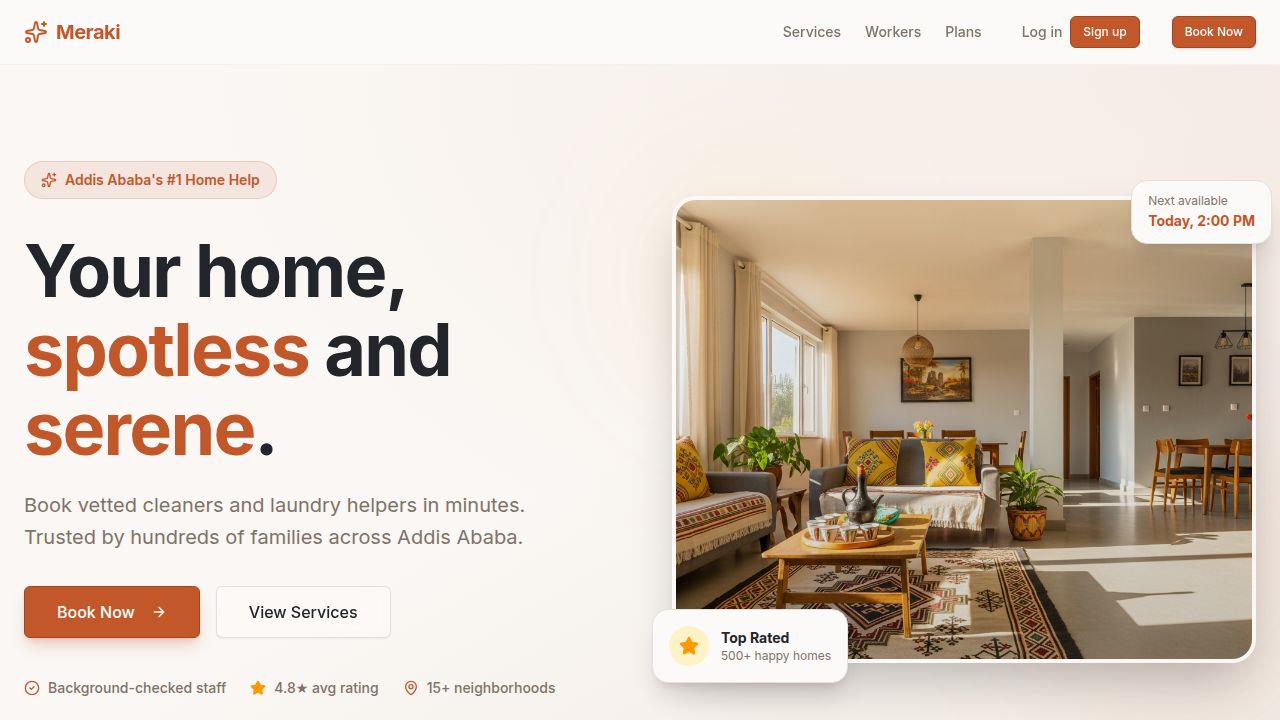 Meraki
Services
Workers
Plans
Log in
Sign up
Book Now
Addis Ababa's #1 Home Help
Your home,
spotless and
serene.
Book vetted cleaners and laundry helpers in minutes.
Trusted by hundreds of families across Addis Ababa.
Book Now
View Services
Background-checked staff
4.8★ avg rating
15+ neighborhoods
Next available
Today, 2:00 PM
Top Rated
500+ happy homes